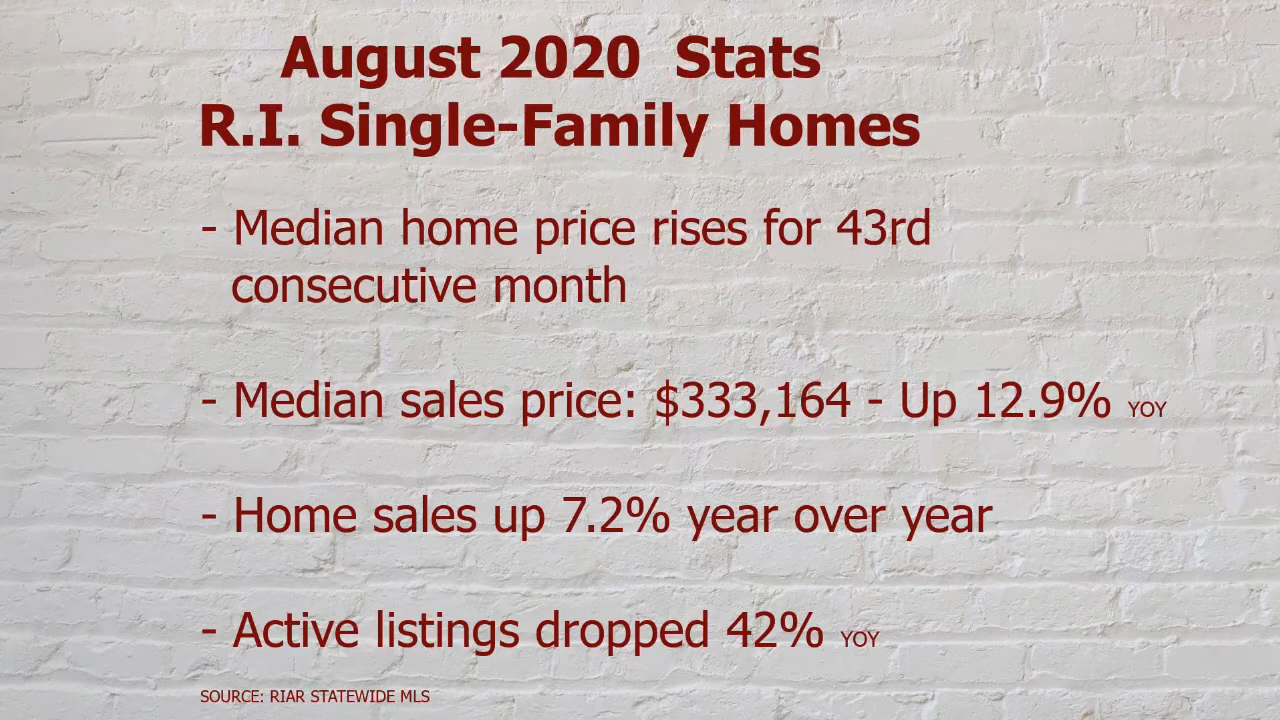 August 2020 Stats
R.I. Single-Family Homes
- Median home price rises for 43rd
consecutive month
- Median sales price: $333,164 - Up 12.9% YOY
- Home sales up 7.2% year over year
- Active listings dropped 42% YOY
SOURCE: RIAR STATEWIDE MLS